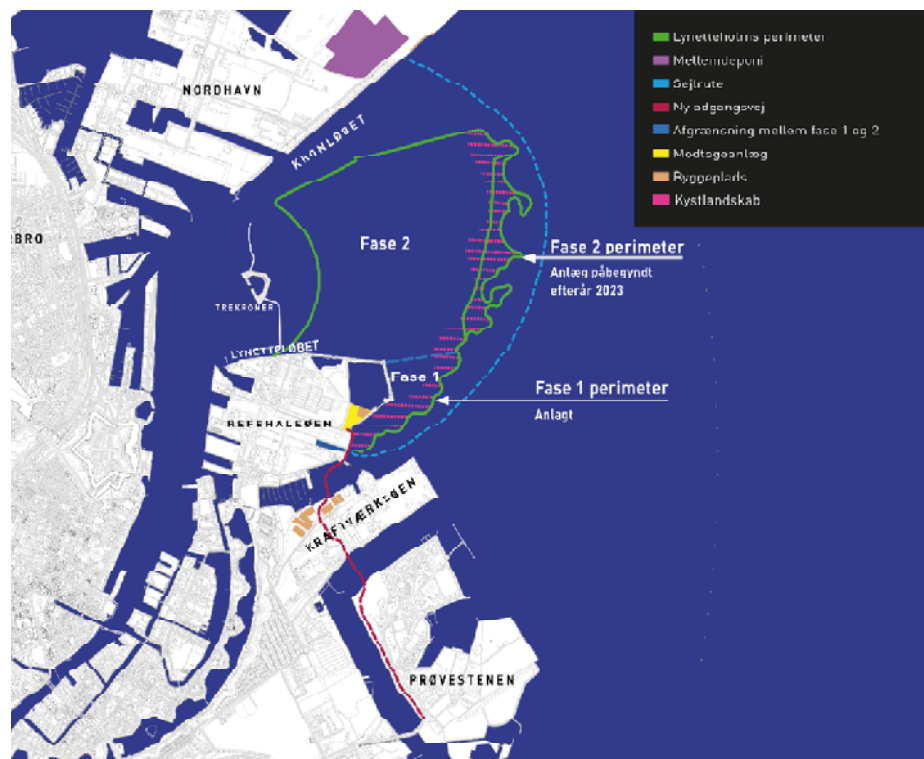 Lynetteholms perimeter
Mellemdeponi
Sejlrute
Ny adgangsvej
Afgrænsning mellem fase 1 og 2
Modtageanlæg
Byggeplads
Kystlandskab
NORDHAVN
KRONLØBET
RBRO
Fase 2
Fase 2 perimeter
Anlæg påbegyndt
efterår 2023
TREKRONER
LYNETTELØBET
Fase 1
Fase 1 perimeter
Anlagt
REFSHALEØEN
KRAFTVÆRKSØEN
PRØVESTENEN